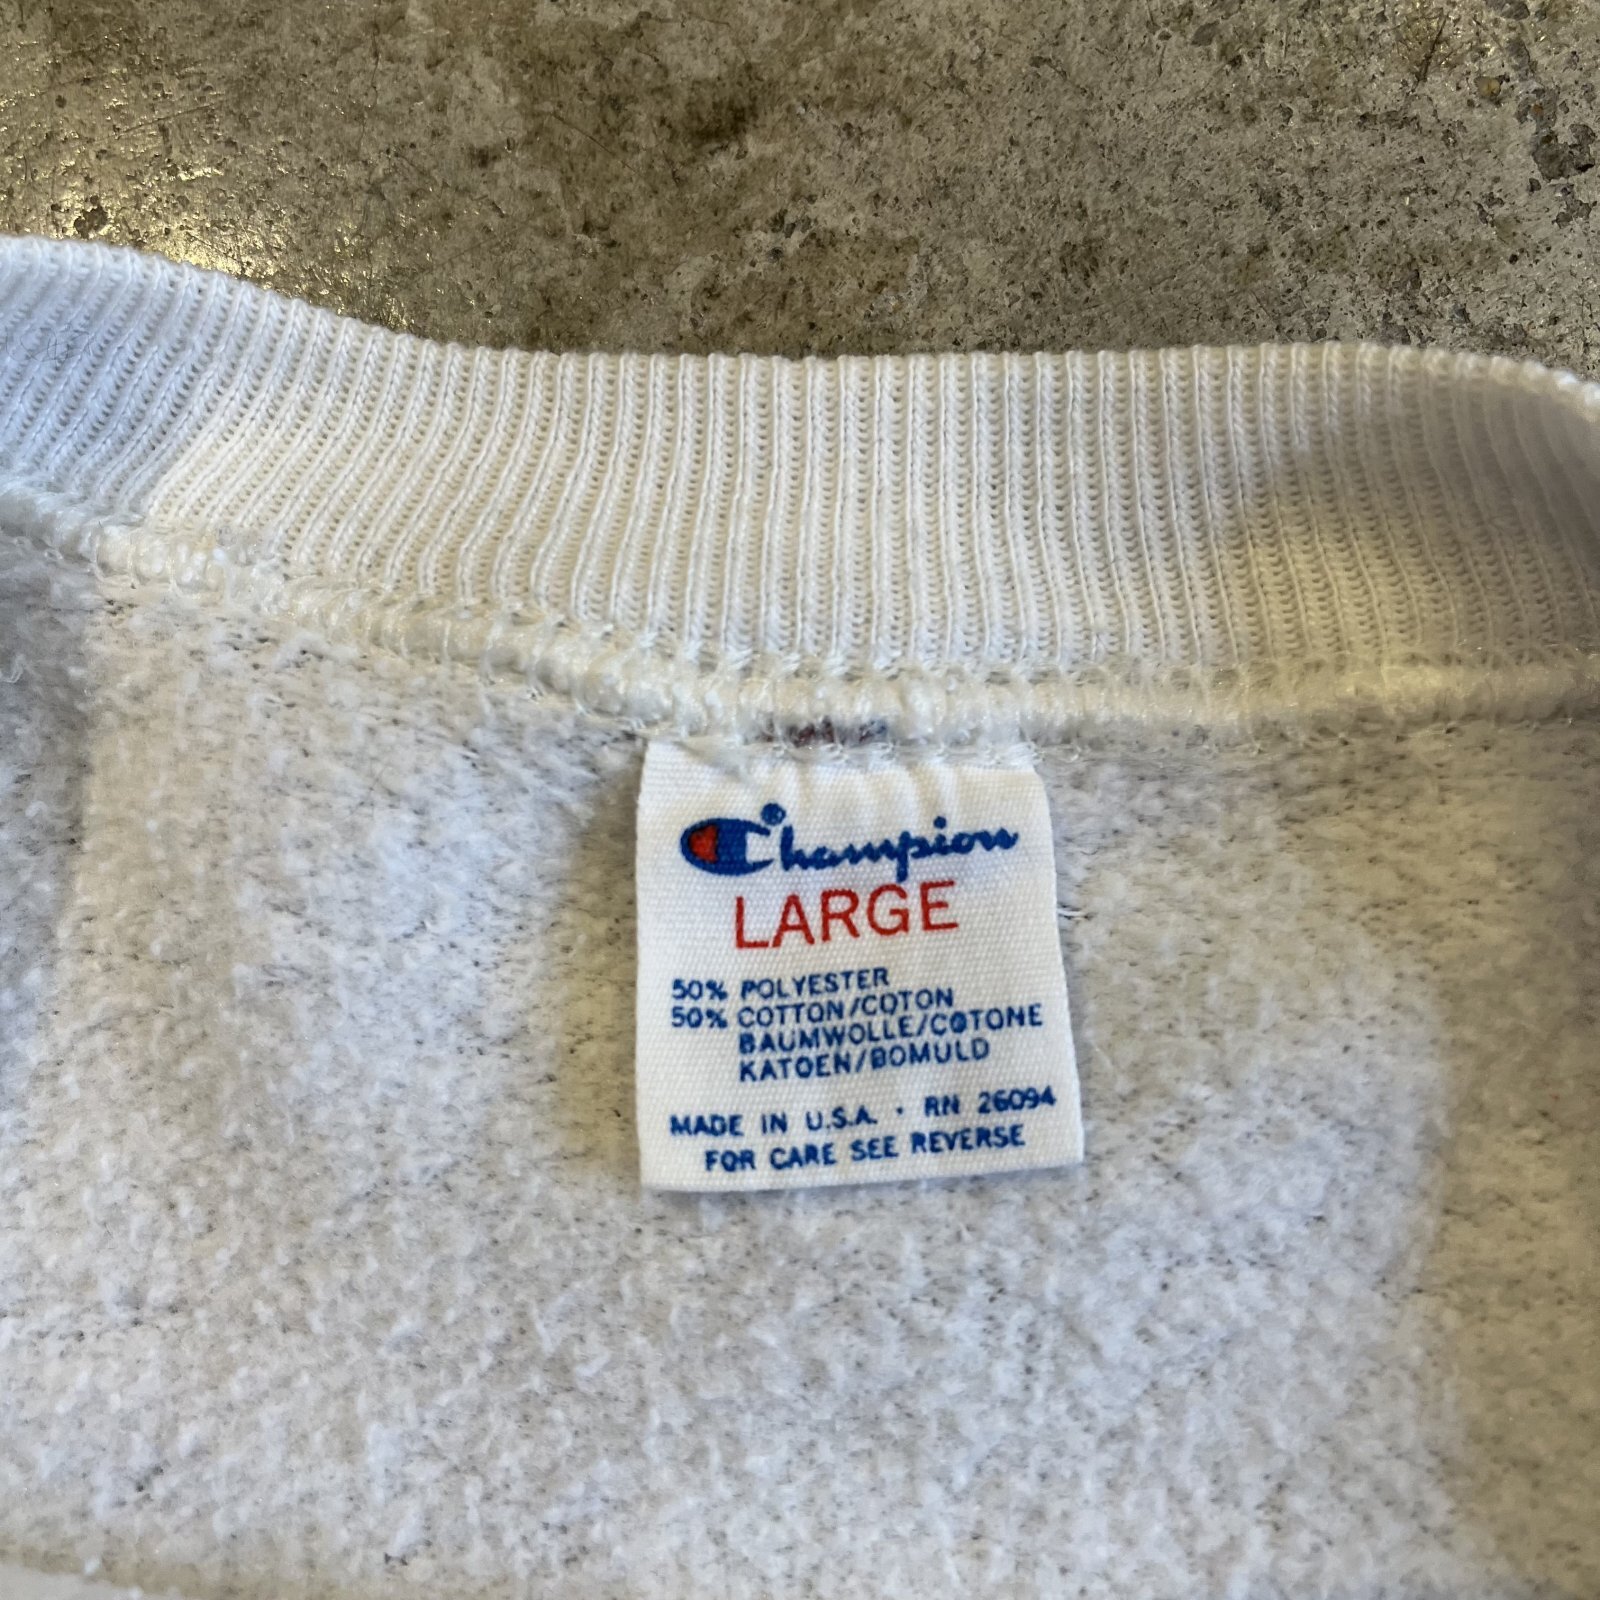 Champion®
LARGE
50% POLYESTER
50% COTTON/COTON
BAUMWOLLE/COTONE
KATOEN/BOMULD
MADE IN U.S.A. · RN 26094
FOR CARE SEE REVERSE